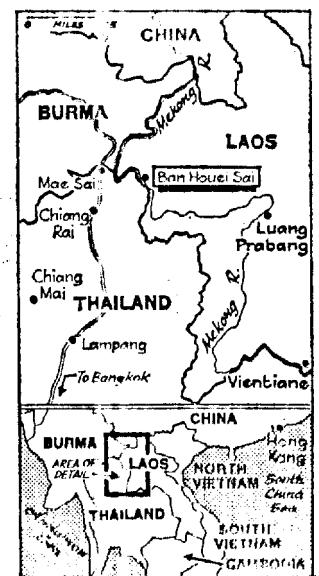 MILES
CHINA
R.
Mekong
BURMA
LAOS
Mae Sai
Ban Houei Sai
Chiang
Rai
Luang
Prabang
Chiang
Mai
THAILAND
Mekong R.
Lampang
To Bangkok
Vientiane
CHINA
BURMA
Hong
Kong
AREA OF
DETAIL
LAOS
NORTH
VIETNAM
South
China
Sea
THAILAND
SOUTH
VIETNAM
CAMBODIA